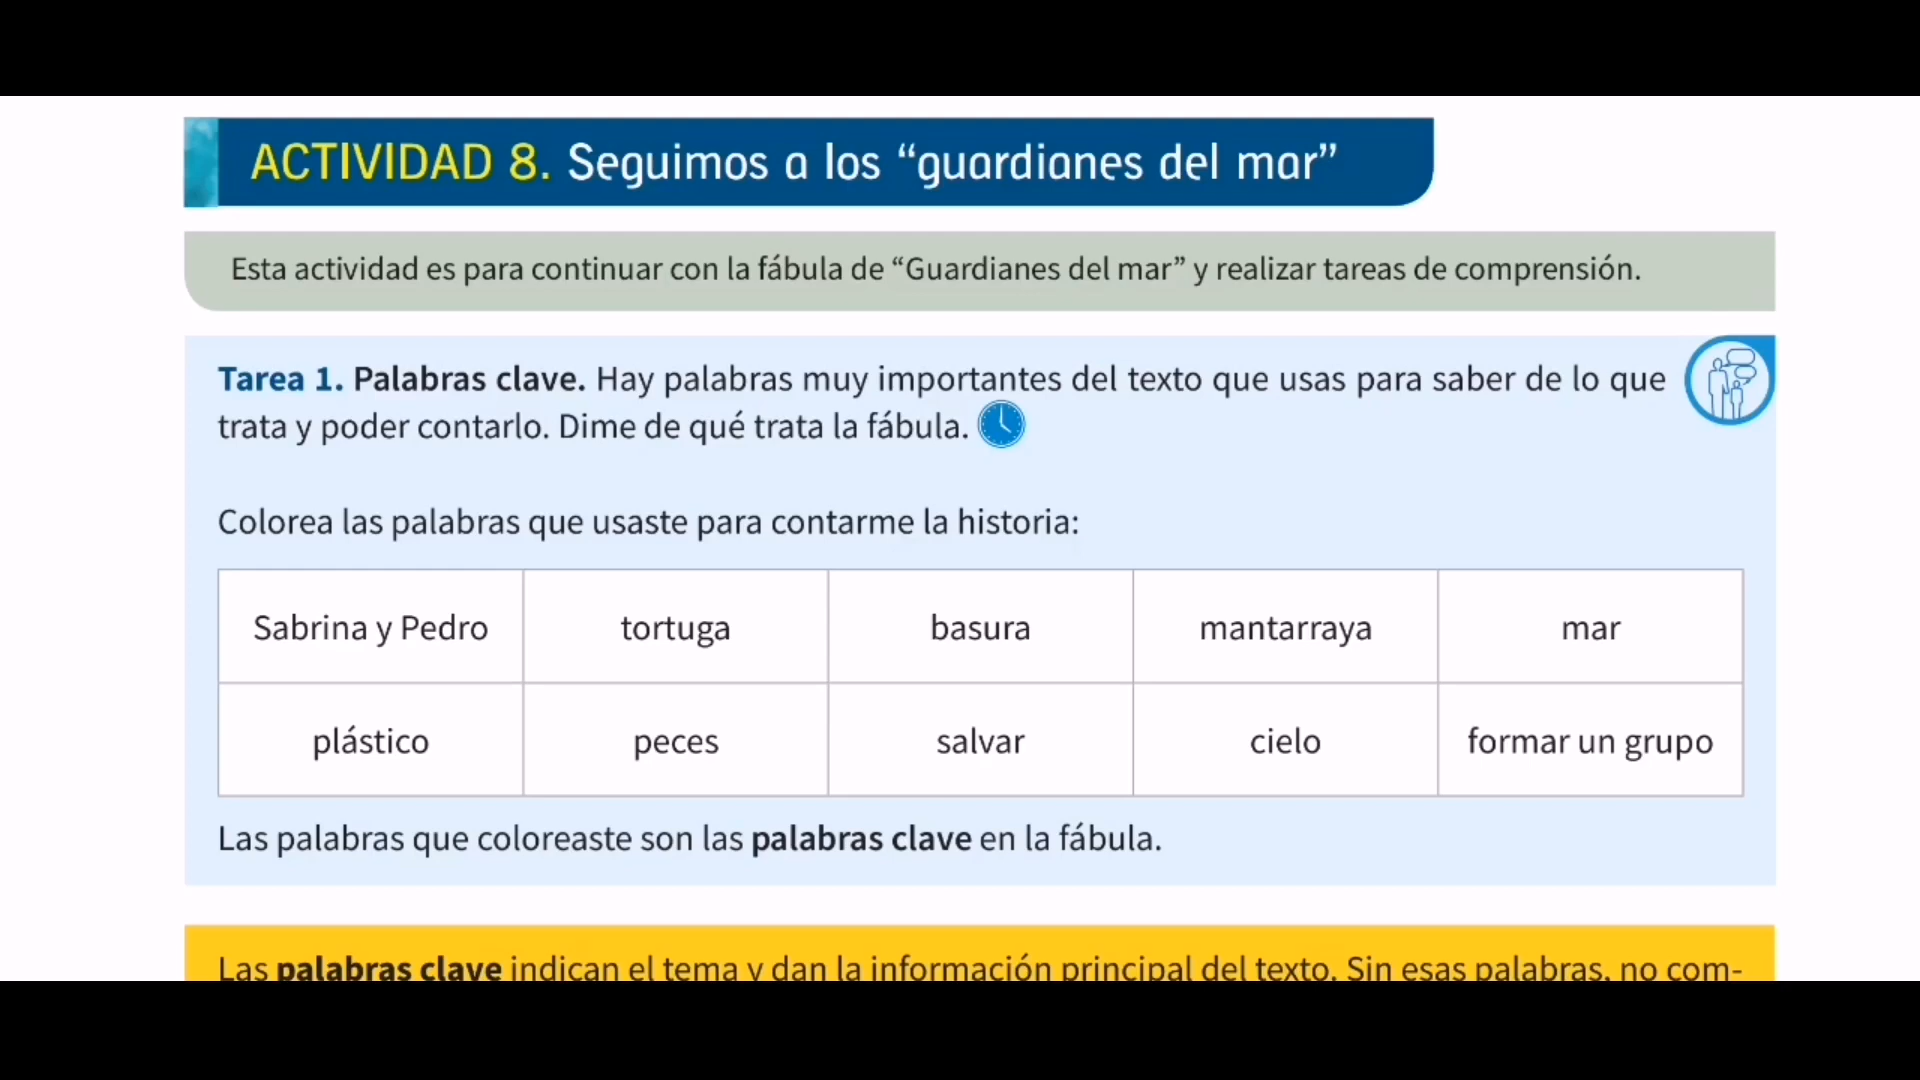 ACTIVIDAD 8. Seguimos a los “guardianes del mar”
Esta actividad es para continuar con la fábula de “Guardianes del mar” y realizar tareas de comprensión.
Tarea 1. Palabras clave. Hay palabras muy importantes del texto que usas para saber de lo que
trata y poder contarlo. Dime de qué trata la fábula.
Colorea las palabras que usaste para contarme la historia:
Sabrina y Pedro tortuga basura mantarraya mar
plástico peces salvar cielo formar un grupo
Las palabras que coloreaste son las palabras clave en la fábula.
Las palabras clave indican el tema y dan la información principal del texto. Sin esas palabras, no com-